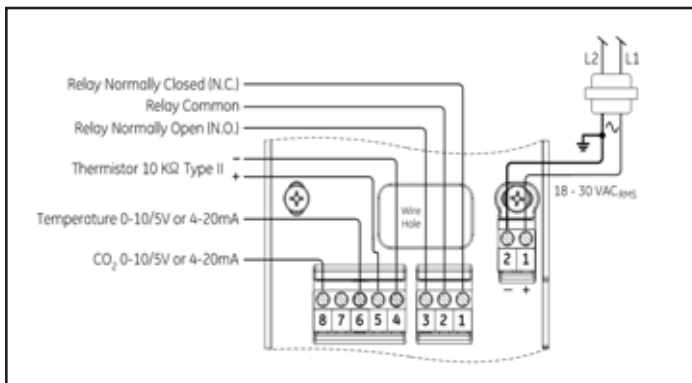 L2 L1
Relay Normally Closed (N.C.)
Relay Common
Relay Normally Open (N.O.)
−
Thermistor 10 KΩ Type II
+
18 - 30 VACRMS
Wire
Hole
Temperature 0-10/5V or 4-20mA
2 1
CO₂ 0-10/5V or 4-20mA
− +
8 7 6 5 4 3 2 1